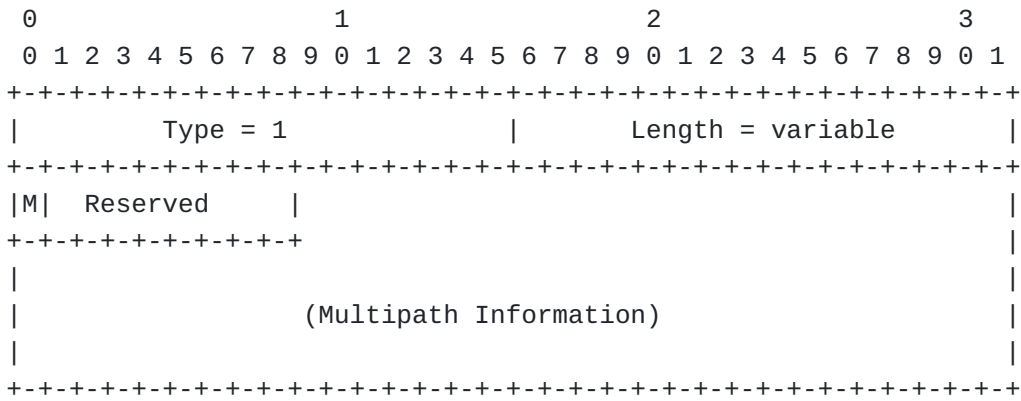 0                   1                   2                   3
 0 1 2 3 4 5 6 7 8 9 0 1 2 3 4 5 6 7 8 9 0 1 2 3 4 5 6 7 8 9 0 1
+-+-+-+-+-+-+-+-+-+-+-+-+-+-+-+-+-+-+-+-+-+-+-+-+-+-+-+-+-+-+-+-+
|         Type = 1              |       Length = variable       |
+-+-+-+-+-+-+-+-+-+-+-+-+-+-+-+-+-+-+-+-+-+-+-+-+-+-+-+-+-+-+-+-+
|M|  Reserved     |                                             |
+-+-+-+-+-+-+-+-+-+                                             |
|                                                               |
|                  (Multipath Information)                      |
|                                                               |
+-+-+-+-+-+-+-+-+-+-+-+-+-+-+-+-+-+-+-+-+-+-+-+-+-+-+-+-+-+-+-+-+